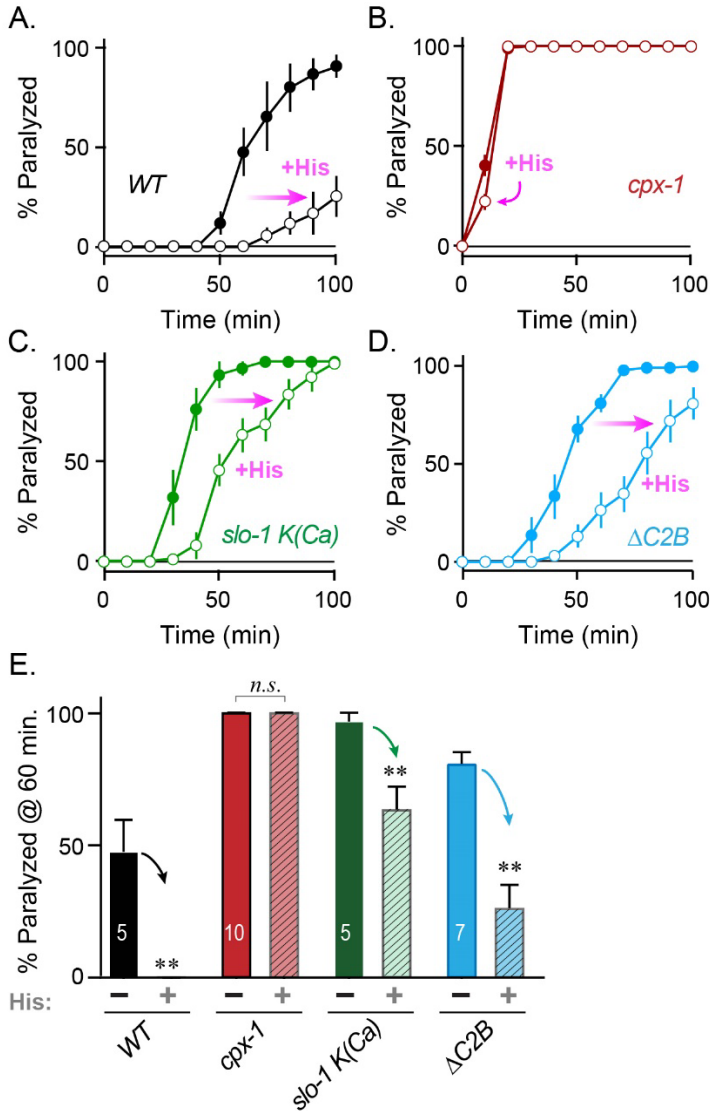 A.
% Paralyzed
100
50
0
WT
+His
0
50
100
Time (min)
B.
% Paralyzed
100
50
0
+His
cpx-1
0
50
100
Time (min)
C.
% Paralyzed
100
50
0
+His
slo-1 K(Ca)
0
50
100
Time (min)
D.
% Paralyzed
100
50
0
+His
ΔC2B
0
50
100
Time (min)
E.
% Paralyzed @ 60 min.
100
50
0
n.s.
**
**
**
5
10
5
7
His: − + − + − + − +
WT
cpx-1
slo-1 K(Ca)
ΔC2B